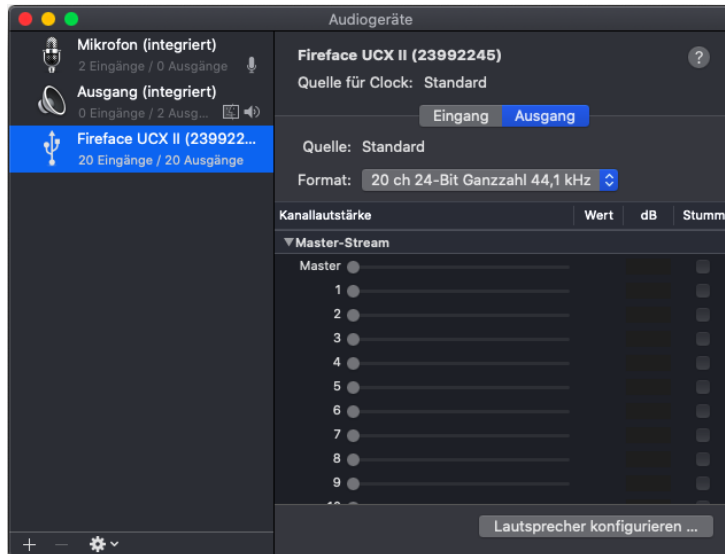 Audiogeräte
Mikrofon (integriert)
2 Eingänge / 0 Ausgänge
Ausgang (integriert)
0 Eingänge / 2 Ausg...
Fireface UCX II (239922...
20 Eingänge / 20 Ausgänge
Fireface UCX II (23992245)
?
Quelle für Clock: Standard
Eingang Ausgang
Quelle: Standard
Format: 20 ch 24-Bit Ganzzahl 44,1 kHz
Kanallautstärke Wert dB Stumm
Master-Stream
Master
1
2
3
4
5
6
7
8
9
Lautsprecher konfigurieren ...